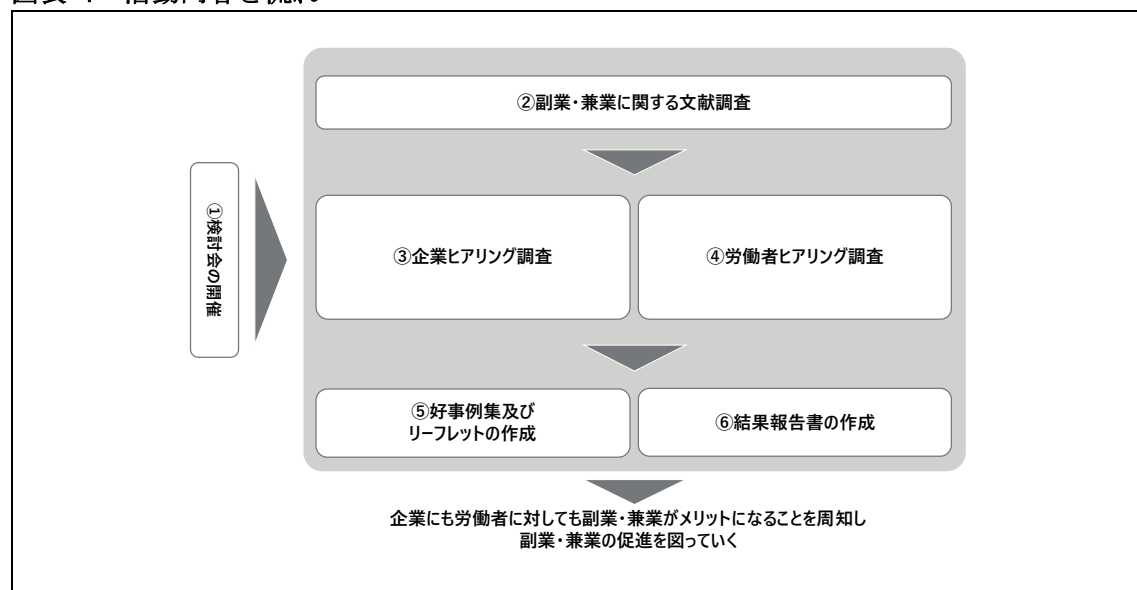 ②副業・兼業に関する文献調査
①検討会の開催
③企業ヒアリング調査
④労働者ヒアリング調査
⑤好事例集及び
リーフレットの作成
⑥結果報告書の作成
企業にも労働者に対しても副業・兼業がメリットになることを周知し
副業・兼業の促進を図っていく